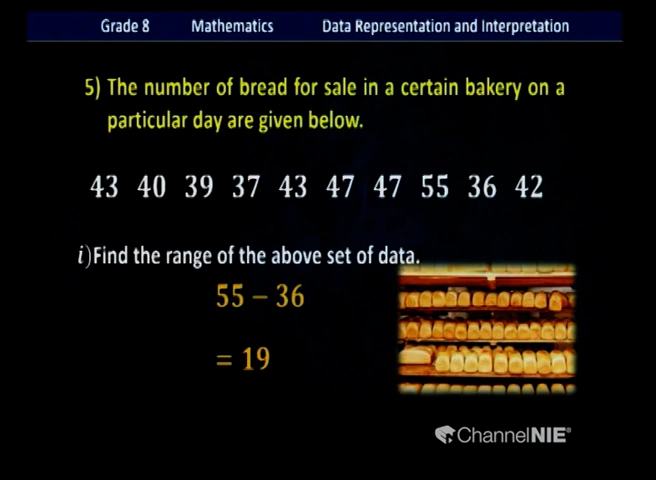 Grade 8 Mathematics Data Representation and Interpretation
5) The number of bread for sale in a certain bakery on a
particular day are given below.
43 40 39 37 43 47 47 55 36 42
i)Find the range of the above set of data.
55 – 36
= 19
ChannelNIE®